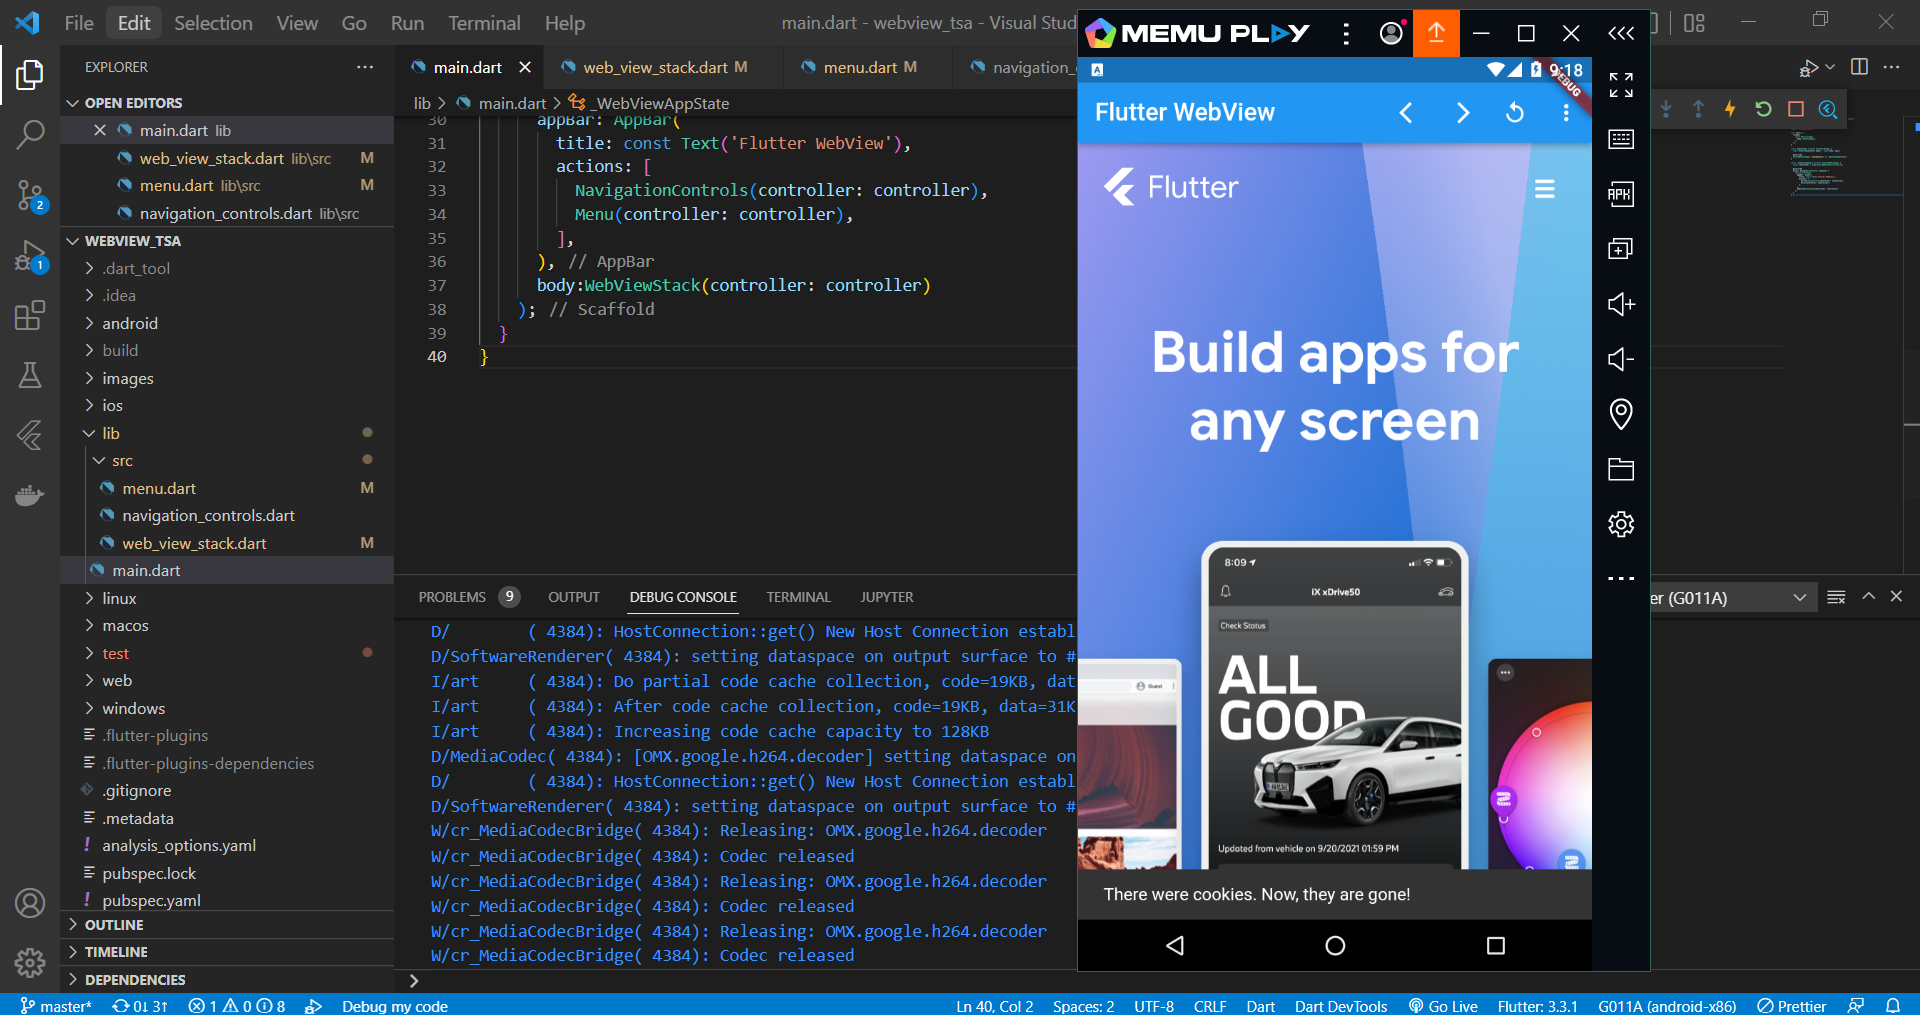 File Edit Selection View Go Run Terminal Help
main.dart - webview_tsa - Visual Stud
EXPLORER
OPEN EDITORS
main.dart lib
web_view_stack.dart lib\src M
menu.dart lib\src M
navigation_controls.dart lib\src
WEBVIEW_TSA
.dart_tool
.idea
android
build
images
ios
lib
src
menu.dart M
navigation_controls.dart
web_view_stack.dart M
main.dart
linux
macos
test
web
windows
.flutter-plugins
.flutter-plugins-dependencies
.gitignore
.metadata
analysis_options.yaml
pubspec.lock
pubspec.yaml
OUTLINE
TIMELINE
DEPENDENCIES
2
1
main.dart
web_view_stack.dart M
menu.dart M
navigation_c
lib > main.dart > _WebViewAppState
30 appBar: AppBar(
31 title: const Text('Flutter WebView'),
32 actions: [
33 NavigationControls(controller: controller),
34 Menu(controller: controller),
35 ],
36 ), // AppBar
37 body:WebViewStack(controller: controller)
38 ); // Scaffold
39 }
40 }
PROBLEMS 9 OUTPUT DEBUG CONSOLE TERMINAL JUPYTER
er (G011A)
D/ ( 4384): HostConnection::get() New Host Connection establ
D/SoftwareRenderer( 4384): setting dataspace on output surface to #
I/art ( 4384): Do partial code cache collection, code=19KB, dat
I/art ( 4384): After code cache collection, code=19KB, data=31K
I/art ( 4384): Increasing code cache capacity to 128KB
D/MediaCodec( 4384): [OMX.google.h264.decoder] setting dataspace on
D/ ( 4384): HostConnection::get() New Host Connection establ
D/SoftwareRenderer( 4384): setting dataspace on output surface to #
W/cr_MediaCodecBridge( 4384): Releasing: OMX.google.h264.decoder
W/cr_MediaCodecBridge( 4384): Codec released
W/cr_MediaCodecBridge( 4384): Releasing: OMX.google.h264.decoder
W/cr_MediaCodecBridge( 4384): Codec released
W/cr_MediaCodecBridge( 4384): Releasing: OMX.google.h264.decoder
W/cr_MediaCodecBridge( 4384): Codec released
MEMU PLAY
A
9:18
DEBUG
Flutter WebView
Flutter
Build apps for
any screen
8:09
iX xDrive50
Check Status
ALL
GOOD
Updated from vehicle on 9/20/2021 01:59 PM
Guest
There were cookies. Now, they are gone!
APK
master* 0↓ 3↑ 1 0 8 Debug my code
Ln 40, Col 2 Spaces: 2 UTF-8 CRLF Dart Dart DevTools Go Live Flutter: 3.3.1 G011A (android-x86) Prettier